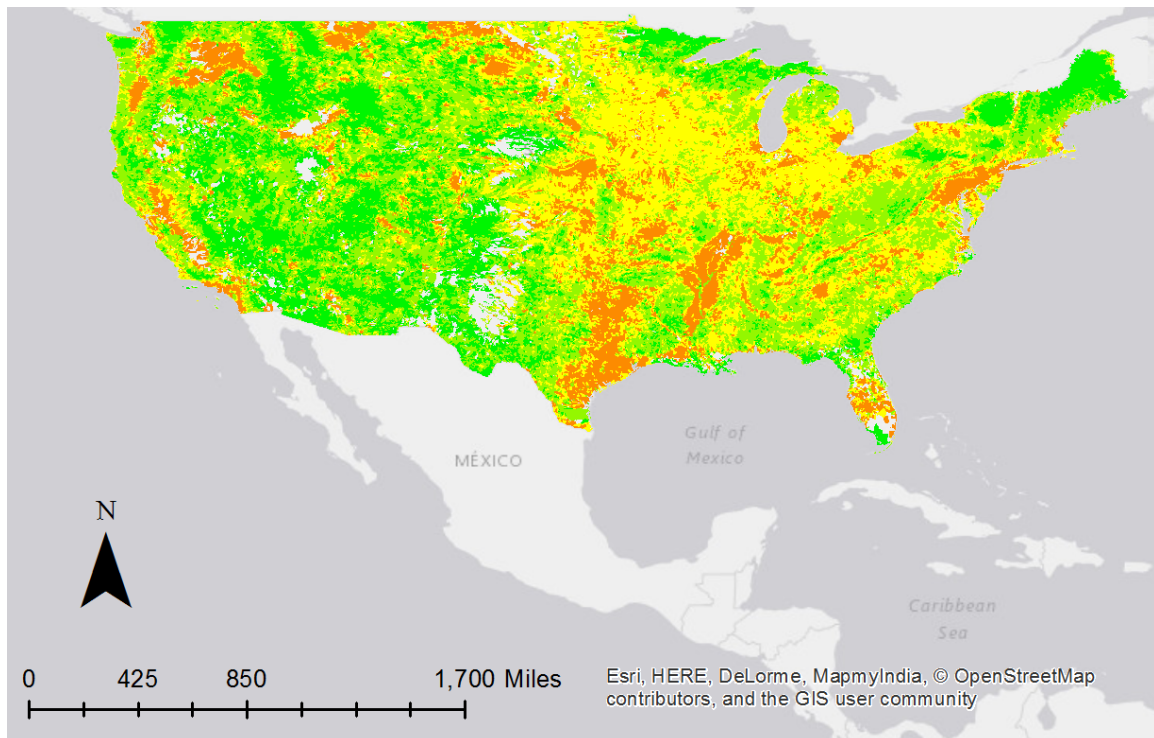 Gulf of
Mexico
MÉXICO
N
Caribbean
Sea
0 425 850 1,700 Miles
Esri, HERE, DeLorme, MapmyIndia, © OpenStreetMap
contributors, and the GIS user community